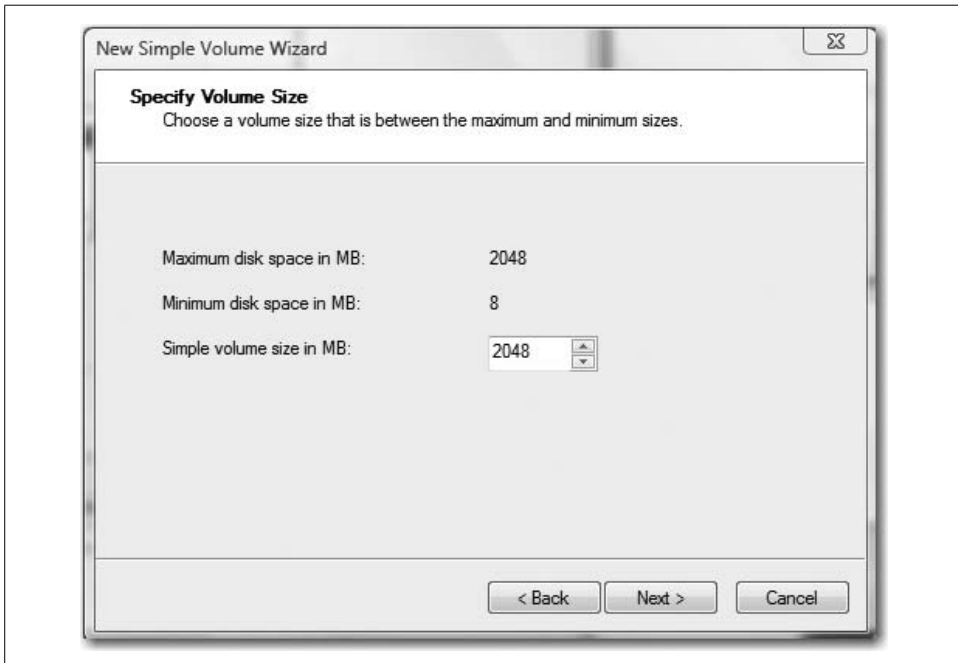 New Simple Volume Wizard
Specify Volume Size
Choose a volume size that is between the maximum and minimum sizes.
Maximum disk space in MB: 2048
Minimum disk space in MB: 8
Simple volume size in MB: 2048
< Back Next > Cancel